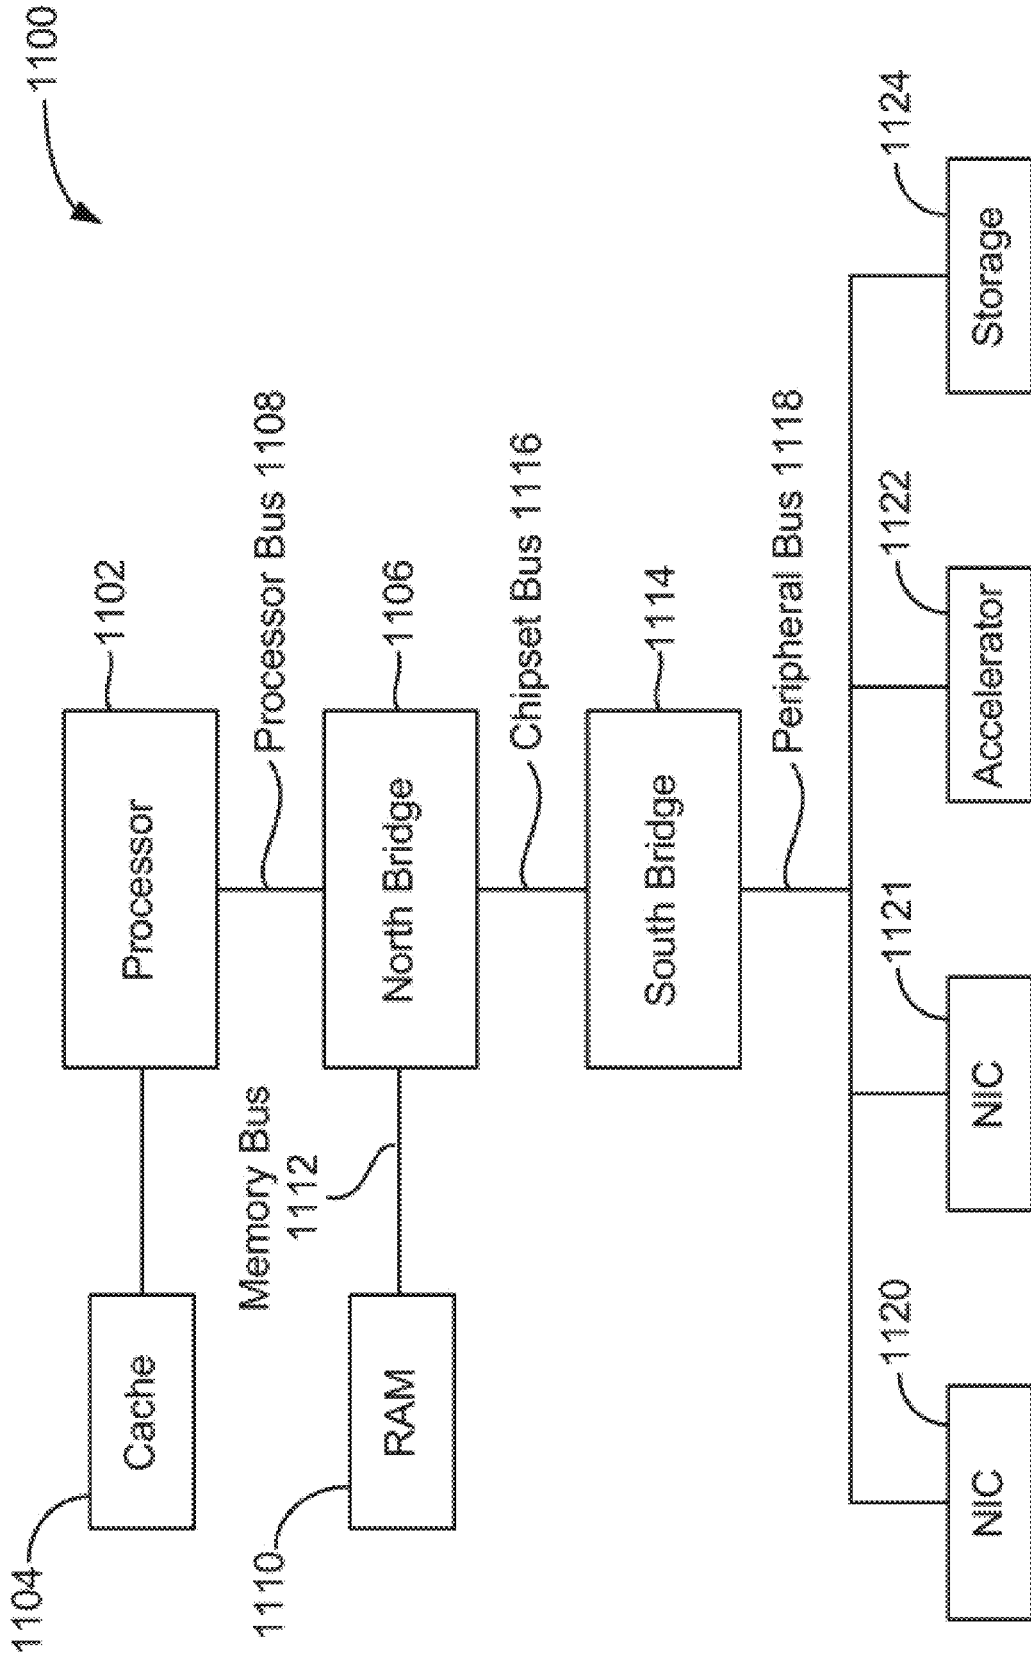 1100
1104
Cache
Processor
1102
Memory Bus
1112
Processor Bus 1108
1110
RAM
North Bridge
1106
Chipset Bus 1116
South Bridge
1114
Peripheral Bus 1118
1120
1121
1122
1124
NIC
NIC
Accelerator
Storage